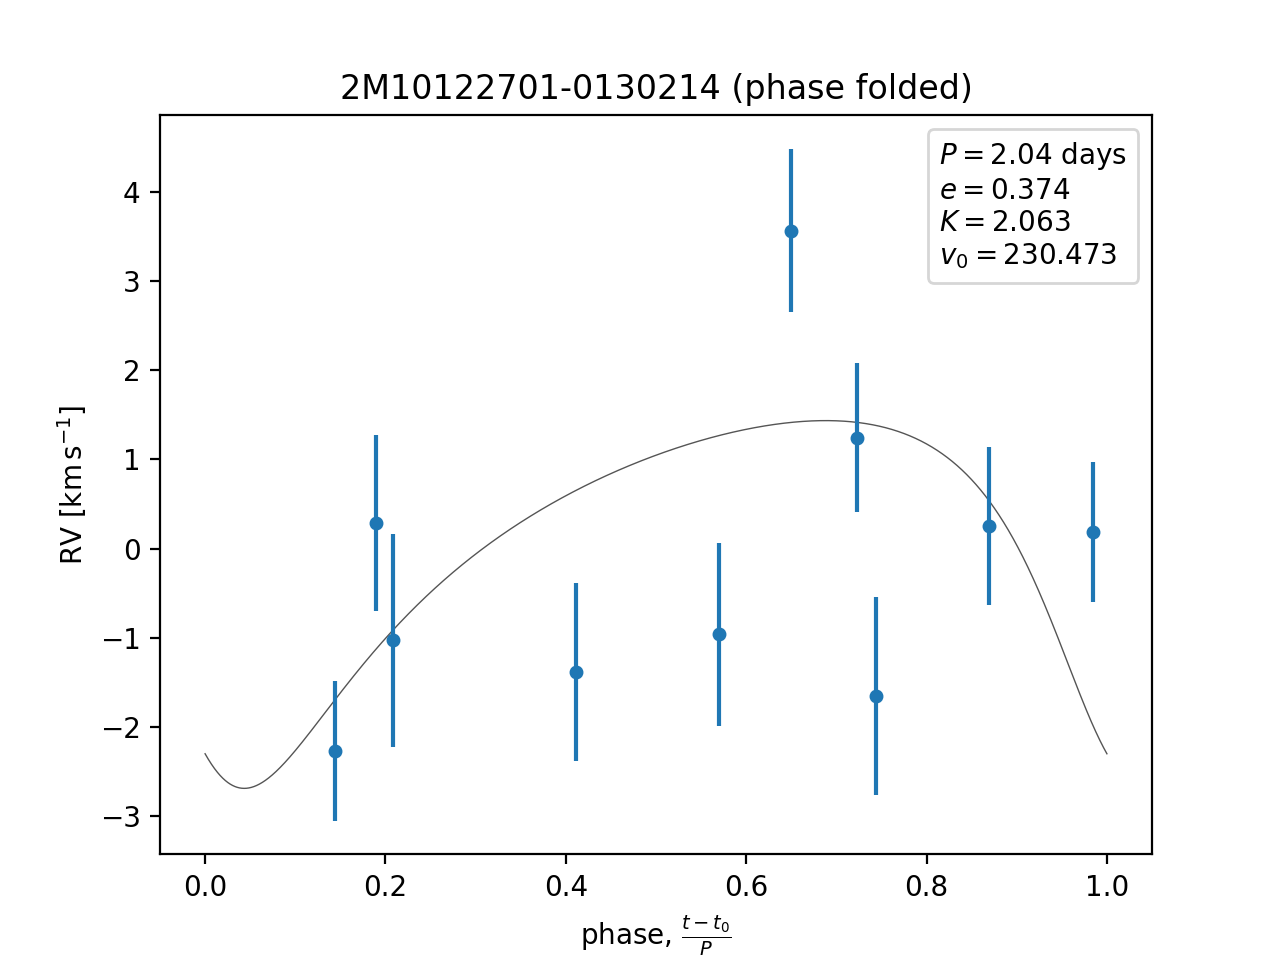 2M10122701-0130214 (phase folded)
P = 2.04 days
e = 0.374
K = 2.063
v₀ = 230.473
RV [km s⁻¹]
4
3
2
1
0
−1
−2
−3
0.0 0.2 0.4 0.6 0.8 1.0
phase, (t − t₀)/P